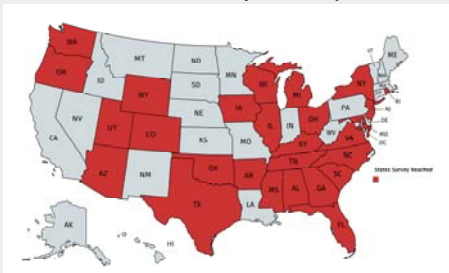 WA
MT
ND
MN
VT
ME
OR
ID
SD
WI
MI
NY
WY
IA
NE
PA
RI
NJ
NV
UT
CO
IL
IN
OH
WV
DE
MD
DC
CA
KS
MO
KY
VA
AZ
NM
OK
AR
TN
NC
SC
MS
AL
GA
TX
LA
FL
AK
HI
States Survey Reached